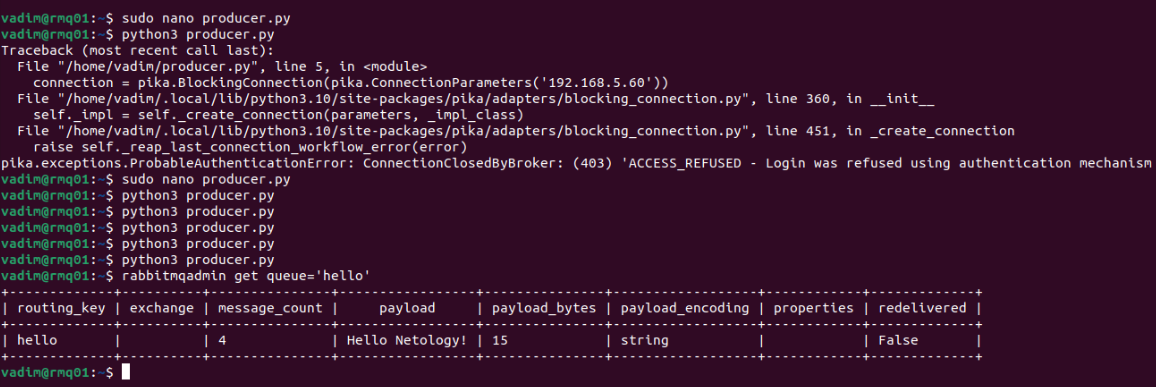 vadim@rmq01:~$ sudo nano producer.py
vadim@rmq01:~$ python3 producer.py
Traceback (most recent call last):
  File "/home/vadim/producer.py", line 5, in <module>
    connection = pika.BlockingConnection(pika.ConnectionParameters('192.168.5.60'))
  File "/home/vadim/.local/lib/python3.10/site-packages/pika/adapters/blocking_connection.py", line 360, in __init__
    self._impl = self._create_connection(parameters, _impl_class)
  File "/home/vadim/.local/lib/python3.10/site-packages/pika/adapters/blocking_connection.py", line 451, in _create_connection
    raise self._reap_last_connection_workflow_error(error)
pika.exceptions.ProbableAuthenticationError: ConnectionClosedByBroker: (403) 'ACCESS_REFUSED - Login was refused using authentication mechanism
vadim@rmq01:~$ sudo nano producer.py
vadim@rmq01:~$ python3 producer.py
vadim@rmq01:~$ python3 producer.py
vadim@rmq01:~$ python3 producer.py
vadim@rmq01:~$ python3 producer.py
vadim@rmq01:~$ python3 producer.py
vadim@rmq01:~$ rabbitmqadmin get queue='hello'
+-------------+----------+---------------+-----------------+---------------+------------------+------------+-------------+
| routing_key | exchange | message_count |     payload     | payload_bytes | payload_encoding | properties | redelivered |
+-------------+----------+---------------+-----------------+---------------+------------------+------------+-------------+
| hello       |          | 4             | Hello Netology! | 15            | string           |            | False       |
+-------------+----------+---------------+-----------------+---------------+------------------+------------+-------------+
vadim@rmq01:~$